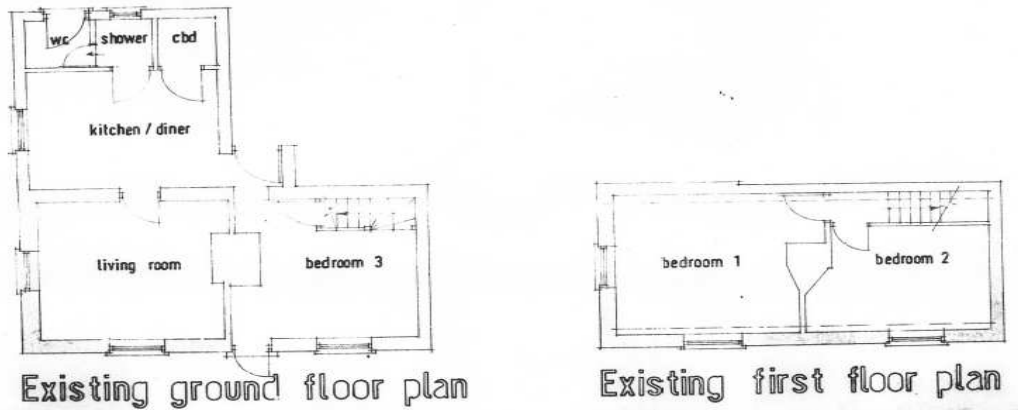 wc shower cbd
kitchen / diner
living room
bedroom 3
Existing ground floor plan
bedroom 1
bedroom 2
Existing first floor plan